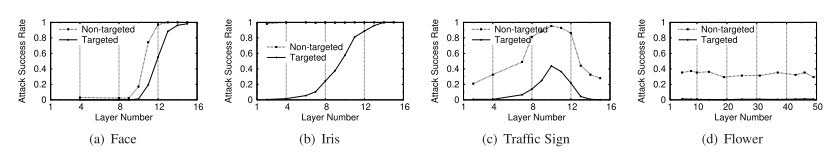 Attack Success Rate
1
0.8
0.6
0.4
0.2
0
Non-targeted
Targeted
1 4 8 12 16
Layer Number
(a) Face
Attack Success Rate
1
0.8
0.6
0.4
0.2
0
Non-targeted
Targeted
1 4 8 12 16
Layer Number
(b) Iris
Attack Success Rate
1
0.8
0.6
0.4
0.2
0
Non-targeted
Targeted
1 4 8 12 16
Layer Number
(c) Traffic Sign
Attack Success Rate
1
0.8
0.6
0.4
0.2
0
Non-targeted
Targeted
1 10 20 30 40 50
Layer Number
(d) Flower